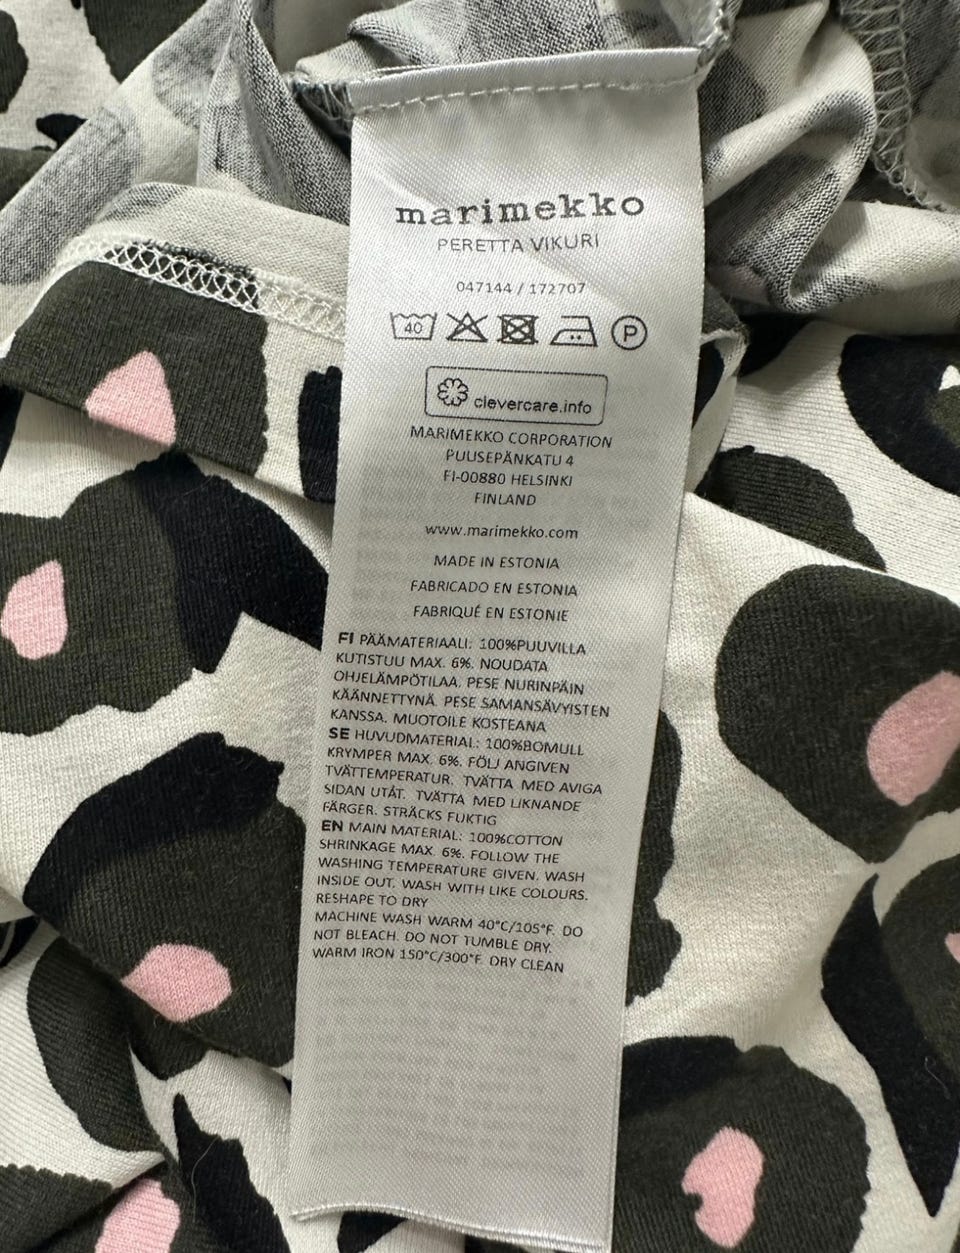 marimekko
PERETTA VIKURI
047144 / 172707
40 P
clevercare.info
MARIMEKKO CORPORATION
PUUSEPÄNKATU 4
FI-00880 HELSINKI
FINLAND
www.marimekko.com
MADE IN ESTONIA
FABRICADO EN ESTONIA
FABRIQUÉ EN ESTONIE
FI PÄÄMATERIAALI: 100%PUUVILLA
KUTISTUU MAX. 6%. NOUDATA
OHJELÄMPÖTILAA. PESE NURINPÄIN
KÄÄNNETTYNÄ. PESE SAMANSÄVYISTEN
KANSSA. MUOTOILE KOSTEANA
SE HUVUDMATERIAL: 100%BOMULL
KRYMPER MAX. 6%. FÖLJ ANGIVEN
TVÄTTEMPERATUR. TVÄTTA MED AVIGA
SIDAN UTÅT. TVÄTTA MED LIKNANDE
FÄRGER. STRÄCKS FUKTIG
EN MAIN MATERIAL: 100%COTTON
SHRINKAGE MAX. 6%. FOLLOW THE
WASHING TEMPERATURE GIVEN. WASH
INSIDE OUT. WASH WITH LIKE COLOURS.
RESHAPE TO DRY
MACHINE WASH WARM 40°C/105°F. DO
NOT BLEACH. DO NOT TUMBLE DRY.
WARM IRON 150°C/300°F. DRY CLEAN